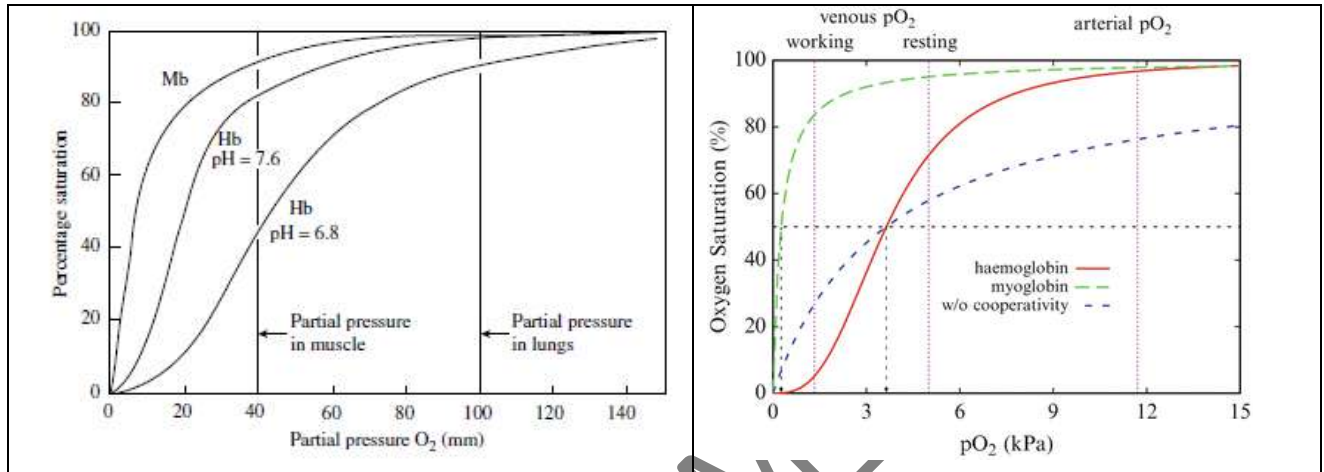 100
80
60
40
20
0
Percentage saturation
Mb
Hb
pH = 7.6
Hb
pH = 6.8
Partial pressure
in muscle
Partial pressure
in lungs
0 20 40 60 80 100 120 140
Partial pressure O₂ (mm)
venous pO₂
working resting
arterial pO₂
100
80
60
40
20
0
Oxygen Saturation (%)
haemoglobin
myoglobin
w/o cooperativity
0 3 6 9 12 15
pO₂ (kPa)